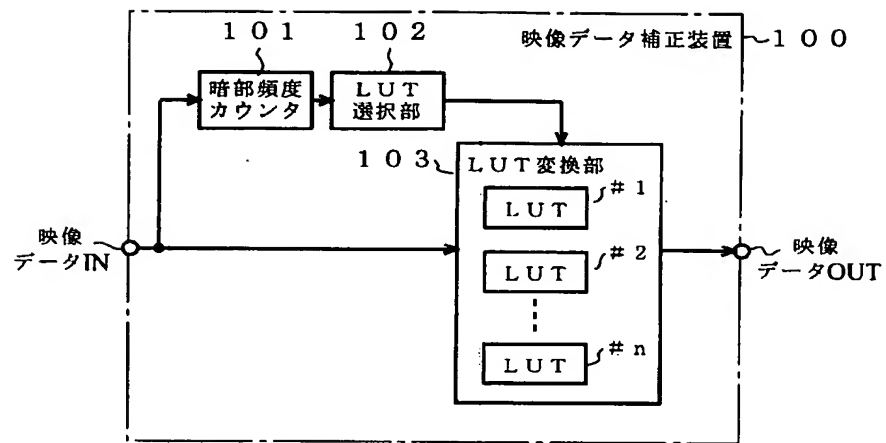 101
102
映像データ補正装置
100
暗部頻度
カウンタ
LUT
選択部
103
LUT変換部
#1
LUT
映像
データIN
#2
LUT
映像
データOUT
#n
LUT